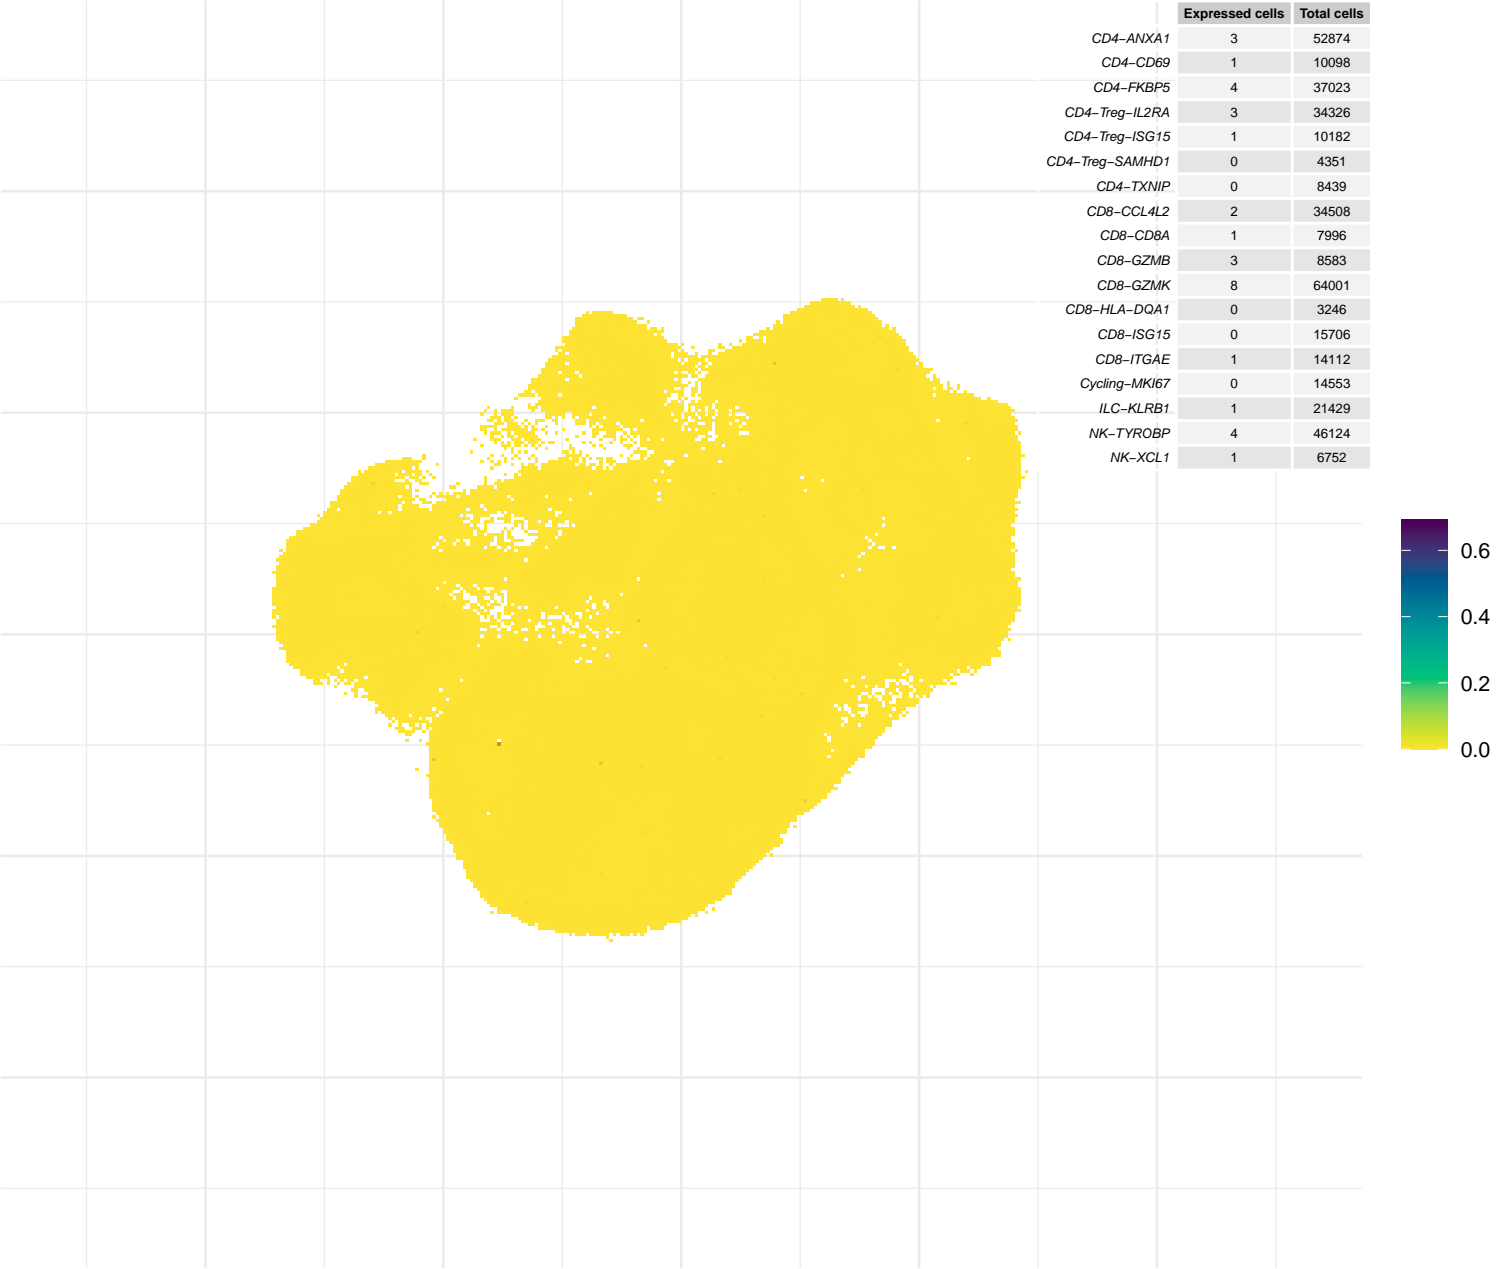 Expressed cells Total cells
CD4−ANXA1 3 52874
CD4−CD69 1 10098
CD4−FKBP5 4 37023
CD4−Treg−IL2RA 3 34326
CD4−Treg−ISG15 1 10182
CD4−Treg−SAMHD1 0 4351
CD4−TXNIP 0 8439
CD8−CCL4L2 2 34508
CD8−CD8A 1 7996
CD8−GZMB 3 8583
CD8−GZMK 8 64001
CD8−HLA−DQA1 0 3246
CD8−ISG15 0 15706
CD8−ITGAE 1 14112
Cycling−MKI67 0 14553
ILC−KLRB1 1 21429
NK−TYROBP 4 46124
NK−XCL1 1 6752
0.6
0.4
0.2
0.0